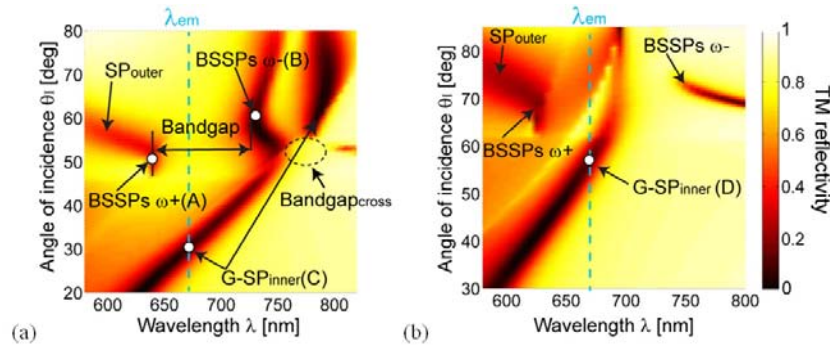 λem
80
70
60
50
40
30
20
Angle of incidence θI [deg]
SPouter
BSSPs ω-(B)
Bandgap
BSSPs ω+(A)
Bandgapcross
G-SPinner(C)
600
650
700
750
800
Wavelength λ [nm]
(a)
λem
80
70
60
50
40
30
Angle of incidence θI [deg]
SPouter
BSSPs ω-
BSSPs ω+
G-SPinner (D)
600
650
700
750
800
Wavelength λ [nm]
(b)
1
0.8
0.6
0.4
0.2
0
TM reflectivity